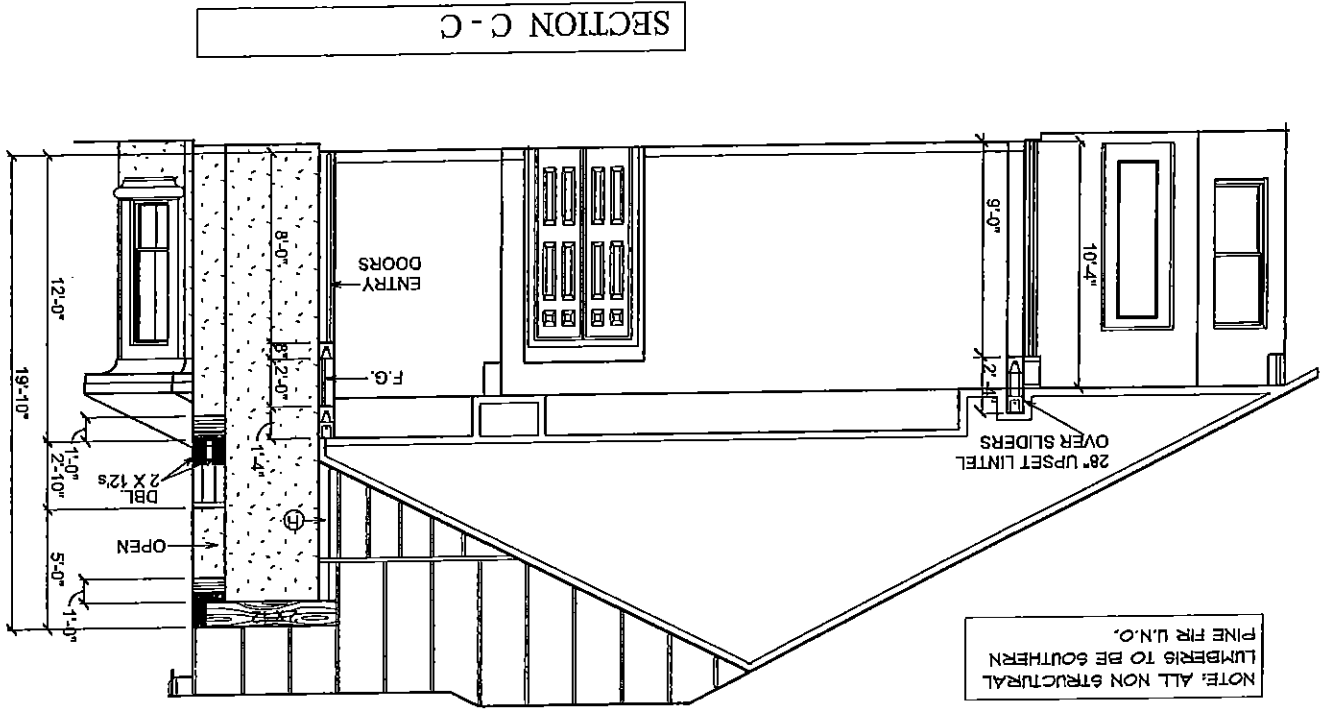 NOTE: ALL NON STRUCTURAL
LUMBERIS TO BE SOUTHERN
PINE FIR U.N.O.
1'-0"
5'-0"
OPEN
H
19'-10"
2'-10"
1'-0"
DBL.
2 X 12's
1'-4"
28" UPSET LINTEL
OVER SLIDERS
2'-0"
F.G.
8"
2'-1"
12'-0"
ENTRY
DOORS
8'-0"
10'-4"
9'-0"
SECTION C - C